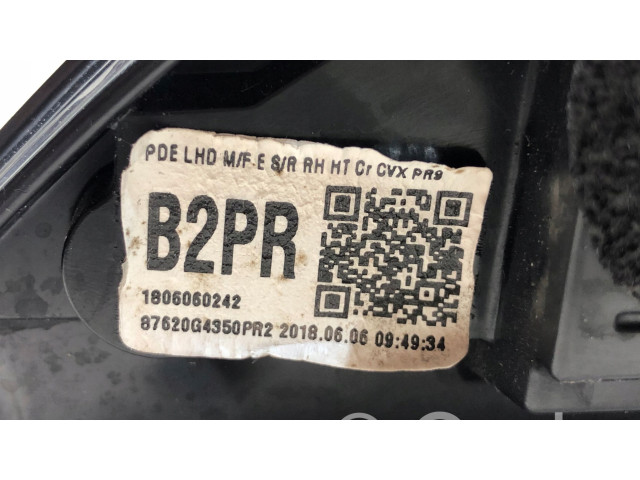 PDE LHD M/F-E S/R RH HT Cr CVX PR9
B2PR
1806060242
87620G4350PR2 2018.06.06 09:49:34